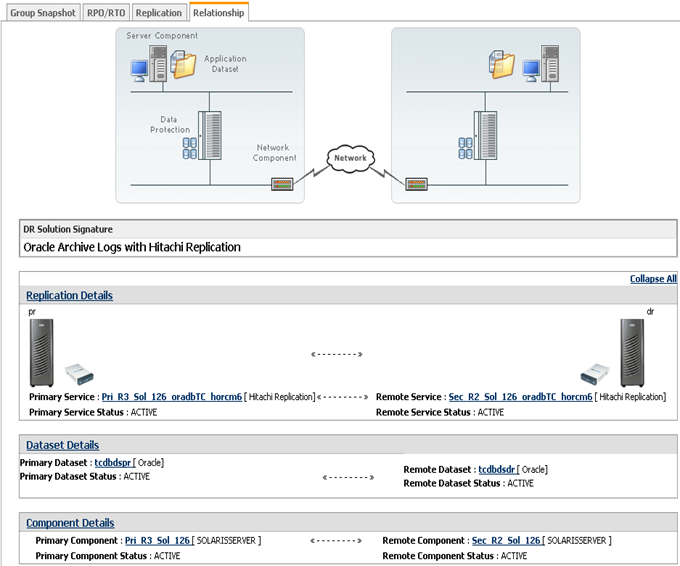 Group Snapshot RPO/RTO Replication Relationship
Server Component
Application
Dataset
Data
Protection
Network
Component
Network
DR Solution Signature
Oracle Archive Logs with Hitachi Replication
Collapse All
Replication Details
pr dr
Primary Service : Pri_R3_Sol_126_oradbTC_horcm6 [ Hitachi Replication] Remote Service : Sec_R2_Sol_126_oradbTC_horcm6 [ Hitachi Replication]
Primary Service Status : ACTIVE Remote Service Status : ACTIVE
Dataset Details
Primary Dataset : tcdbdspr [ Oracle] Remote Dataset : tcdbdsdr [ Oracle]
Primary Dataset Status : ACTIVE Remote Dataset Status : ACTIVE
Component Details
Primary Component : Pri_R3_Sol_126 [ SOLARISSERVER ] Remote Component : Sec_R2_Sol_126 [ SOLARISSERVER ]
Primary Component Status : ACTIVE Remote Component Status : ACTIVE